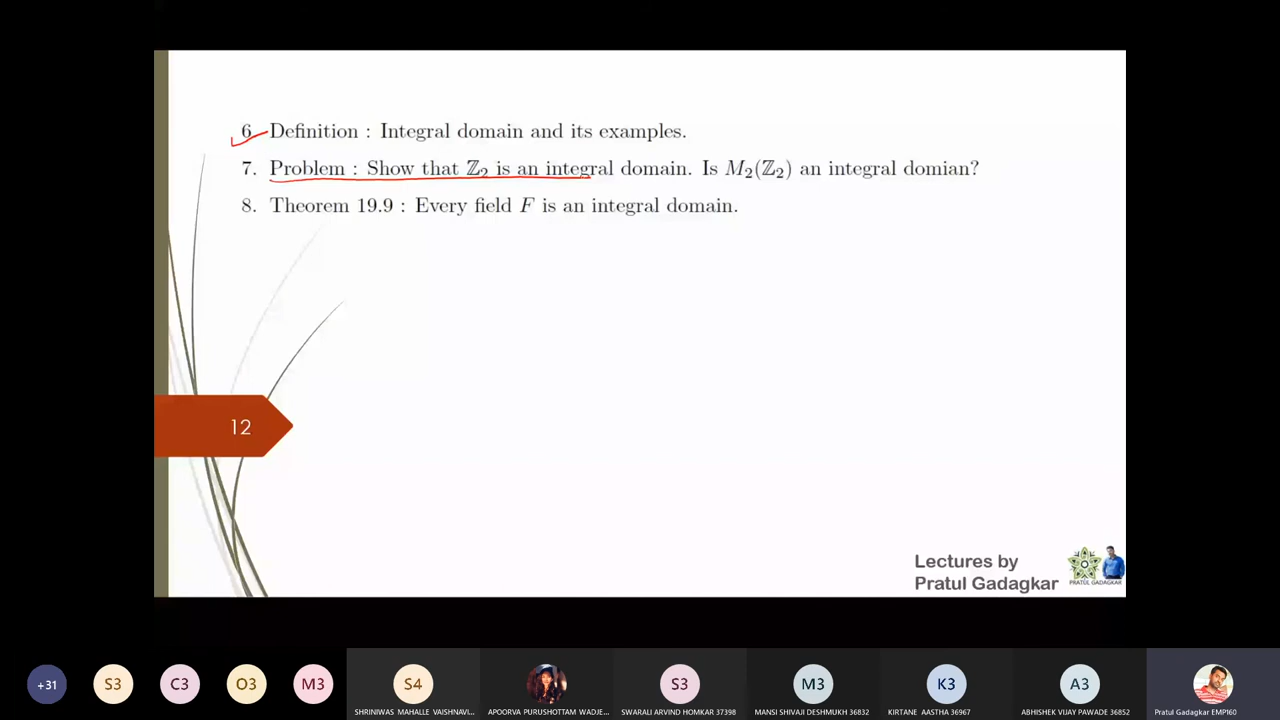 6 Definition : Integral domain and its examples.
7. Problem : Show that ℤ₂ is an integral domain. Is M₂(ℤ₂) an integral domian?
8. Theorem 19.9 : Every field F is an integral domain.
12
Lectures by
Pratul Gadagkar
PRATUL GADAGKAR
+31
S3
C3
O3
M3
S4
S3
M3
K3
A3
SHRINIWAS MAHALLE VAISHNAVI...
APOORVA PURUSHOTTAM WADJE...
SWARALI ARVIND HOMKAR 37398
MANSI SHIVAJI DESHMUKH 36832
KIRTANE AASTHA 36967
ABHISHEK VIJAY PAWADE 36852
Pratul Gadagkar EMP160